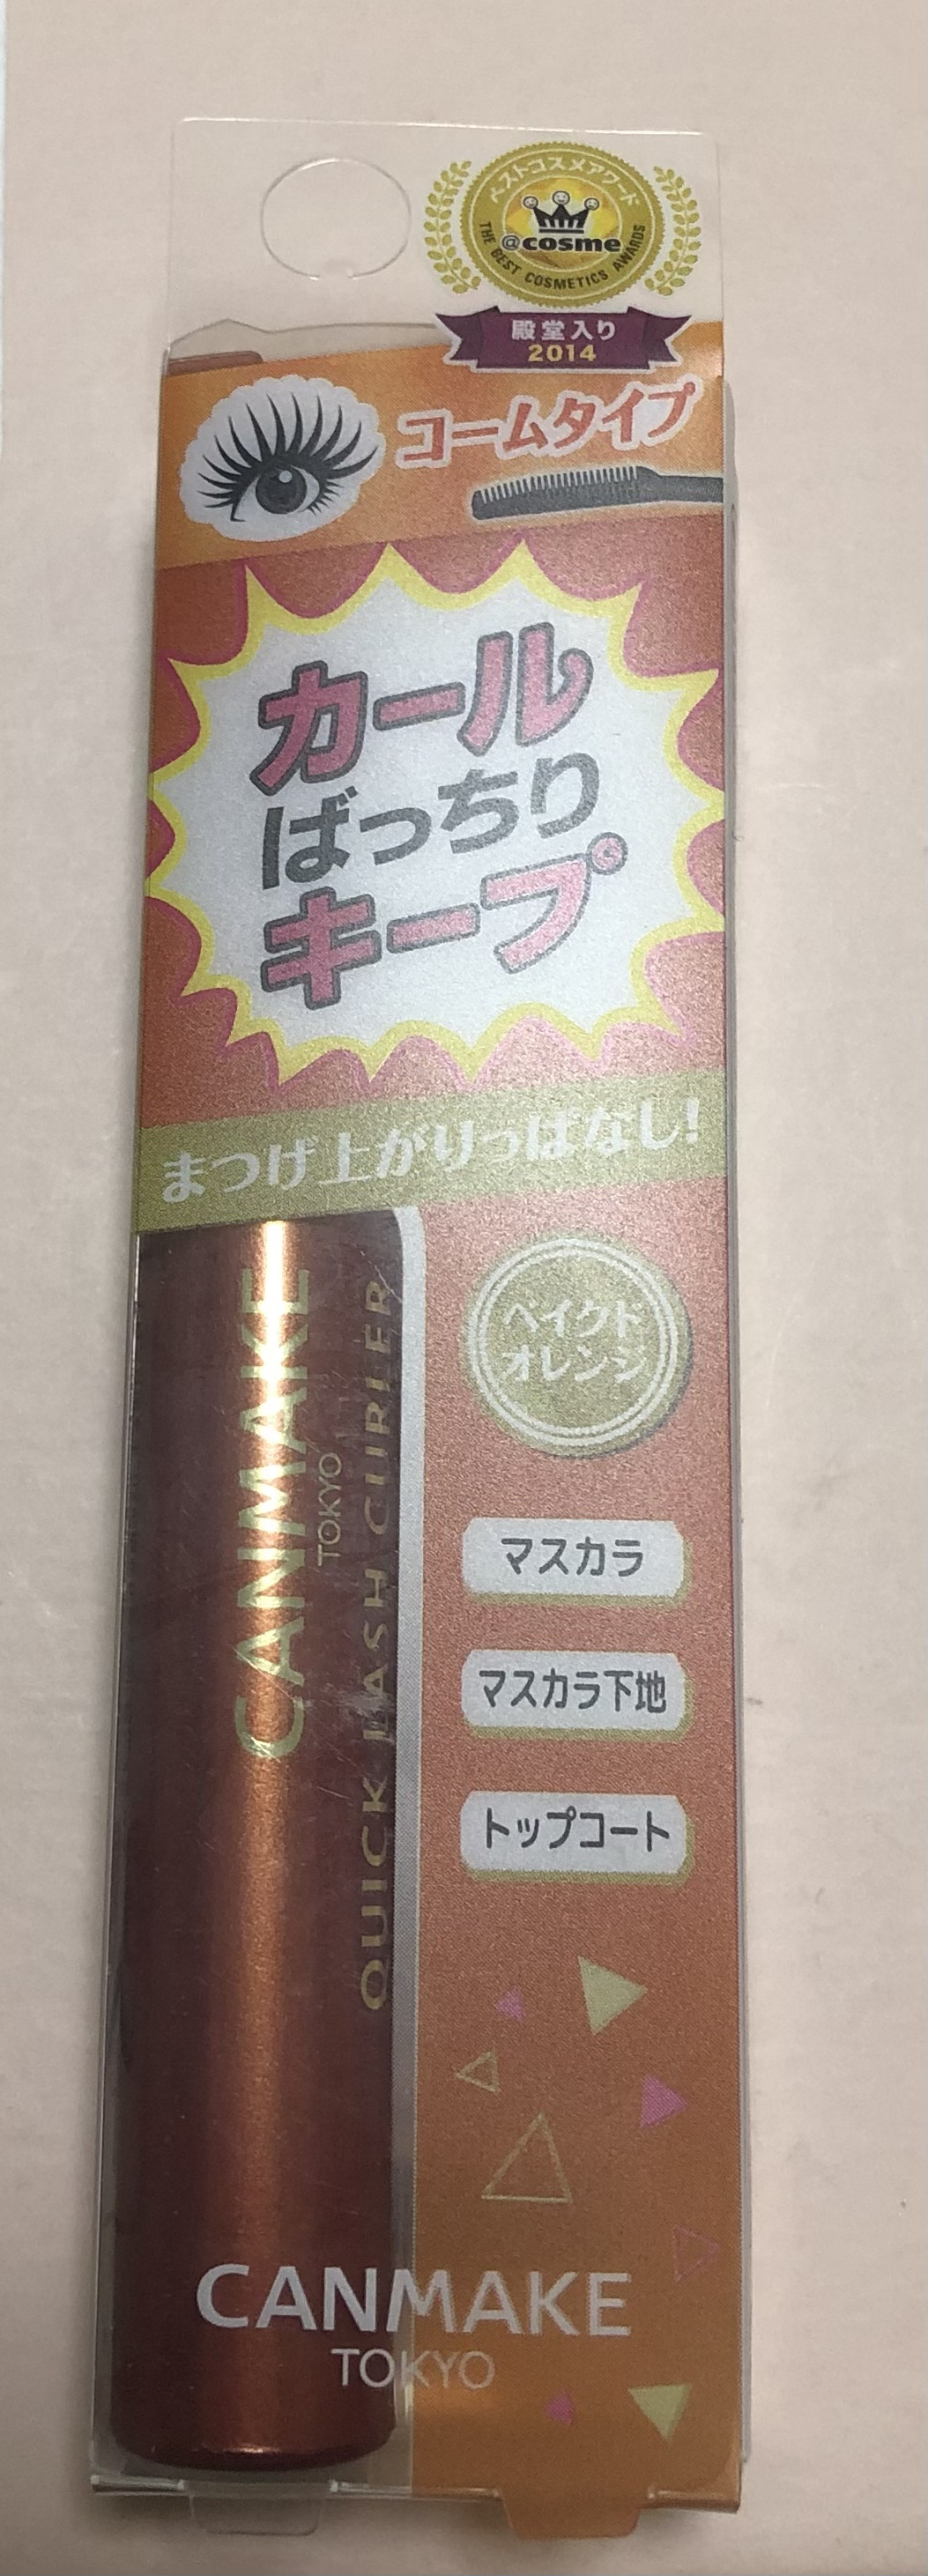 ベストコスメアワード
@cosme
THE BEST COSMETICS AWARDS
殿堂入り
2014
コームタイプ
カール
ばっちり
キープ
まつげ上がりっぱなし!
ベイクド
オレンジ
マスカラ
マスカラ下地
トップコート
CANMAKE
TOKYO
QUICK LASH CURLER
CANMAKE
TOKYO